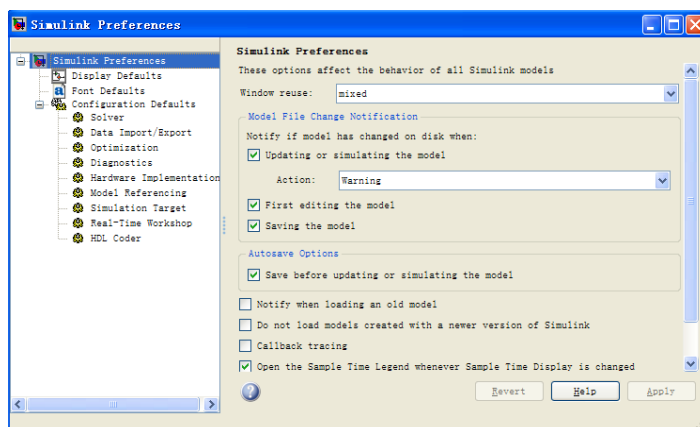 Simulink Preferences
Simulink Preferences
Display Defaults
Font Defaults
Configuration Defaults
Solver
Data Import/Export
Optimization
Diagnostics
Hardware Implementation
Model Referencing
Simulation Target
Real-Time Workshop
HDL Coder
Simulink Preferences
These options affect the behavior of all Simulink models
Window reuse: mixed
Model File Change Notification
Notify if model has changed on disk when:
Updating or simulating the model
Action: Warning
First editing the model
Saving the model
Autosave Options
Save before updating or simulating the model
Notify when loading an old model
Do not load models created with a newer version of Simulink
Callback tracing
Open the Sample Time Legend whenever Sample Time Display is changed
Revert Help Apply